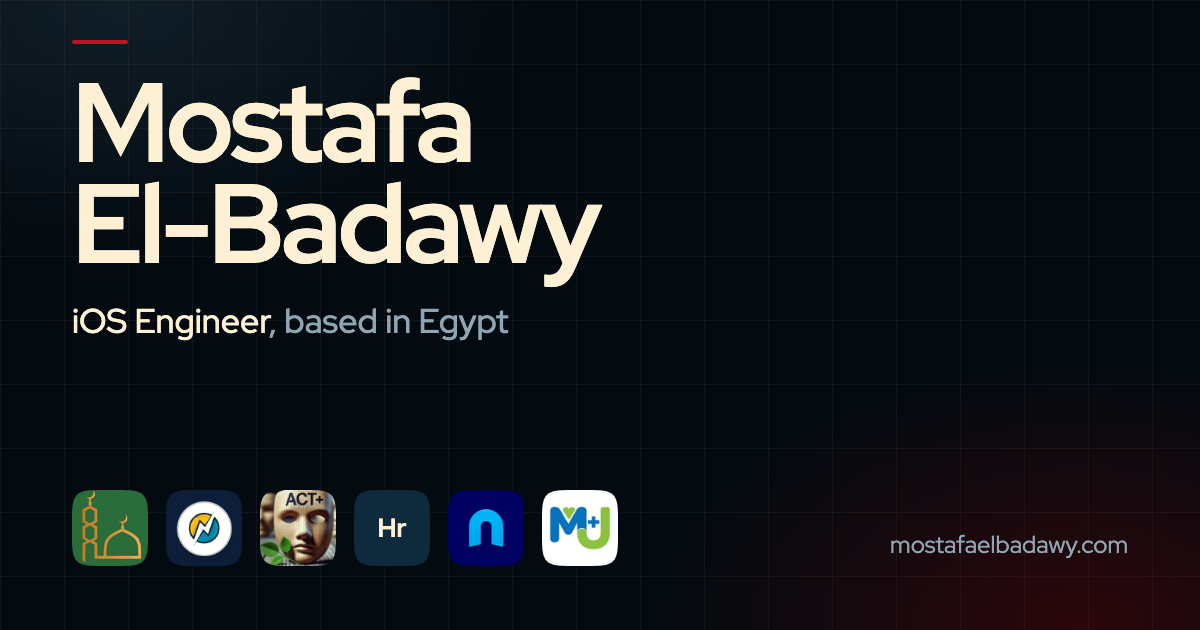 Mostafa
El-Badawy
iOS Engineer, based in Egypt
ACT+
Hr
M+J
mostafaelbadawy.com